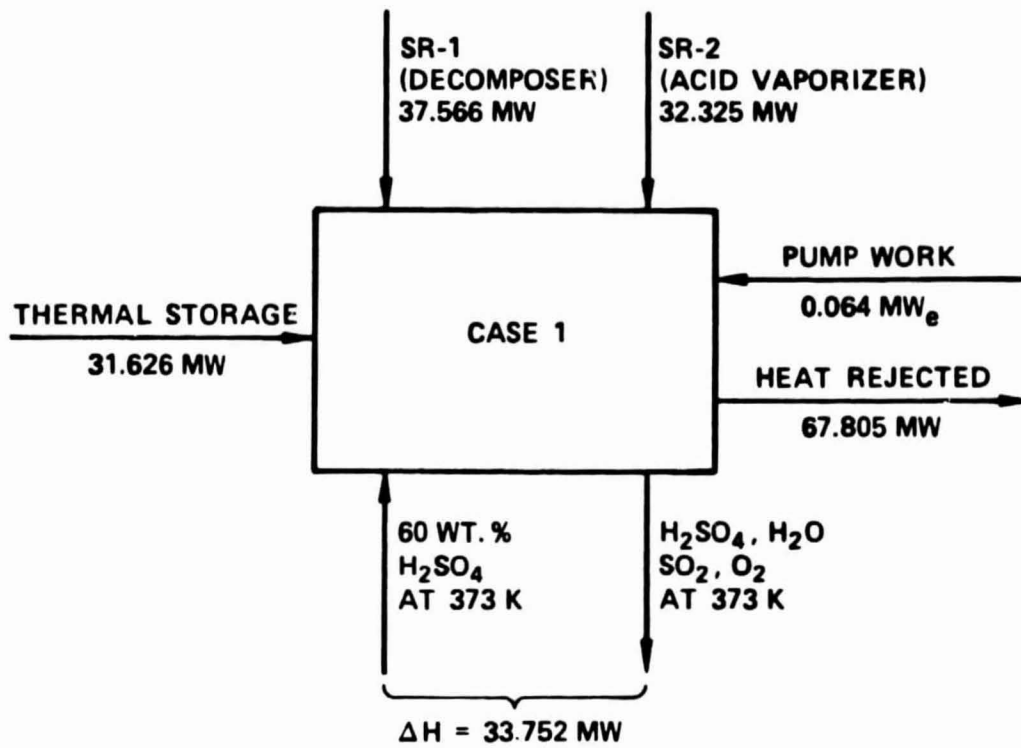 SR-1
(DECOMPOSER)
37.566 MW
SR-2
(ACID VAPORIZER)
32.325 MW
PUMP WORK
0.064 MWₑ
THERMAL STORAGE
31.626 MW
CASE 1
HEAT REJECTED
67.805 MW
60 WT. %
H₂SO₄
AT 373 K
H₂SO₄, H₂O
SO₂, O₂
AT 373 K
ΔH = 33.752 MW